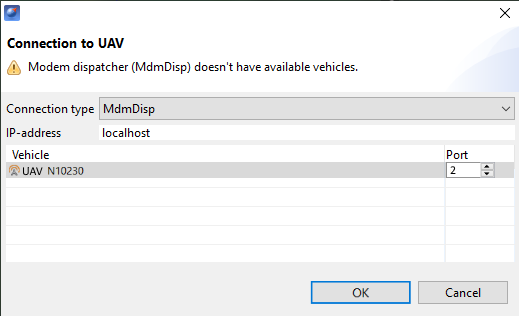 Connection to UAV
Modem dispatcher (MdmDisp) doesn't have available vehicles.
Connection type MdmDisp
IP-address localhost
Vehicle Port
UAV N10230 2
OK Cancel